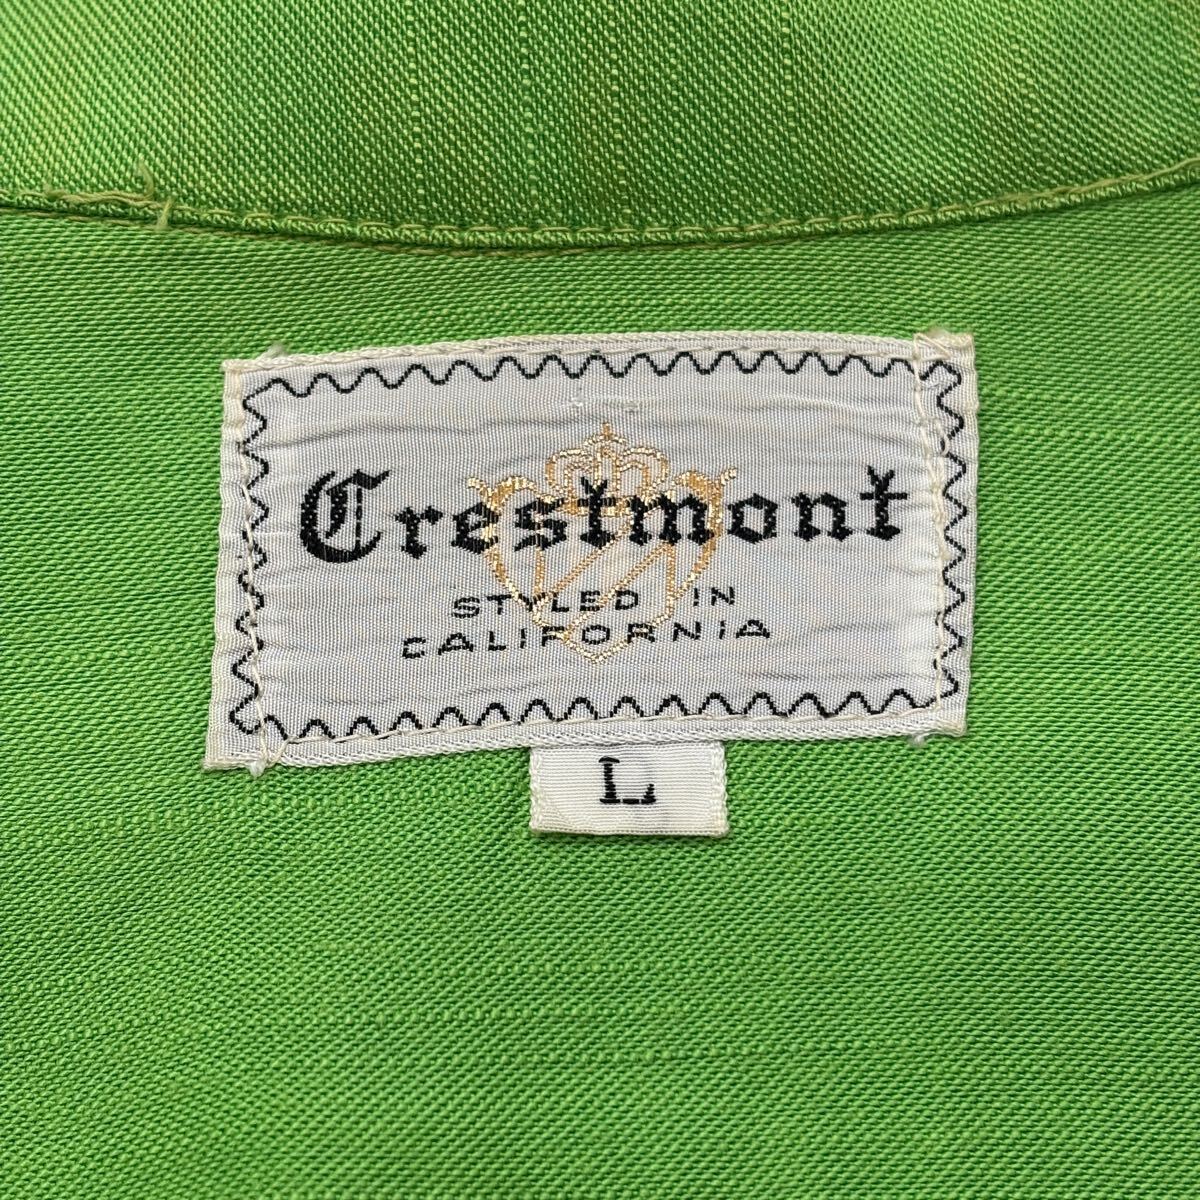 Crestmont
STYLED IN
CALIFORNIA
L